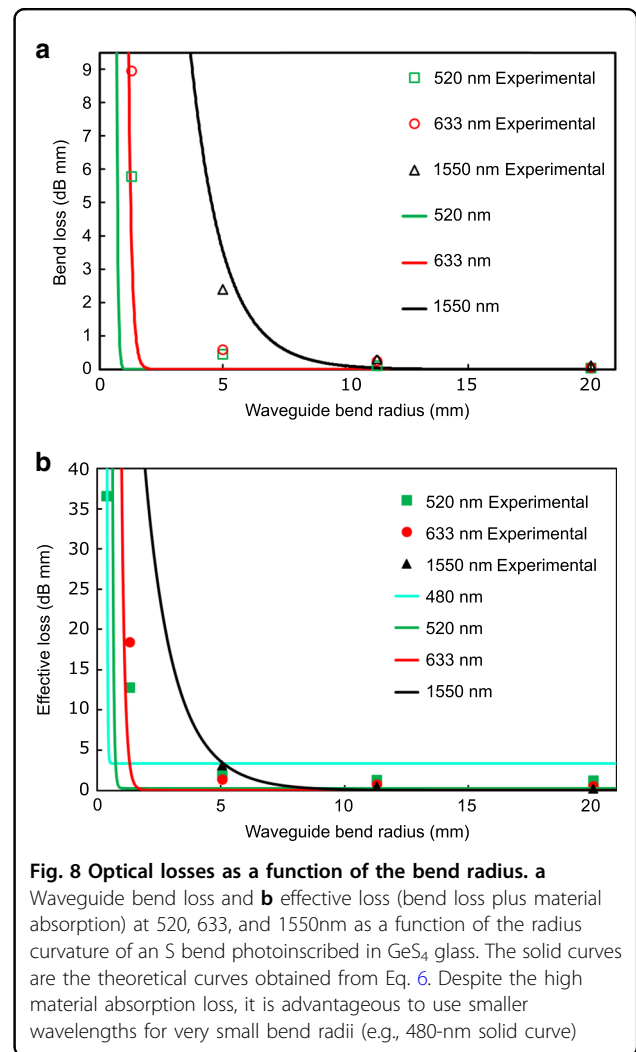 a
9
8
7
6
5
4
3
2
1
0
Bend loss (dB mm)
0
5
10
15
20
Waveguide bend radius (mm)
520 nm Experimental
633 nm Experimental
1550 nm Experimental
520 nm
633 nm
1550 nm
b
40
35
30
25
20
15
10
5
0
Effective loss (dB mm)
0
5
10
15
20
Waveguide bend radius (mm)
520 nm Experimental
633 nm Experimental
1550 nm Experimental
480 nm
520 nm
633 nm
1550 nm
Fig. 8 Optical losses as a function of the bend radius. a
Waveguide bend loss and b effective loss (bend loss plus material
absorption) at 520, 633, and 1550nm as a function of the radius
curvature of an S bend photoinscribed in GeS₄ glass. The solid curves
are the theoretical curves obtained from Eq. 6. Despite the high
material absorption loss, it is advantageous to use smaller
wavelengths for very small bend radii (e.g., 480-nm solid curve)